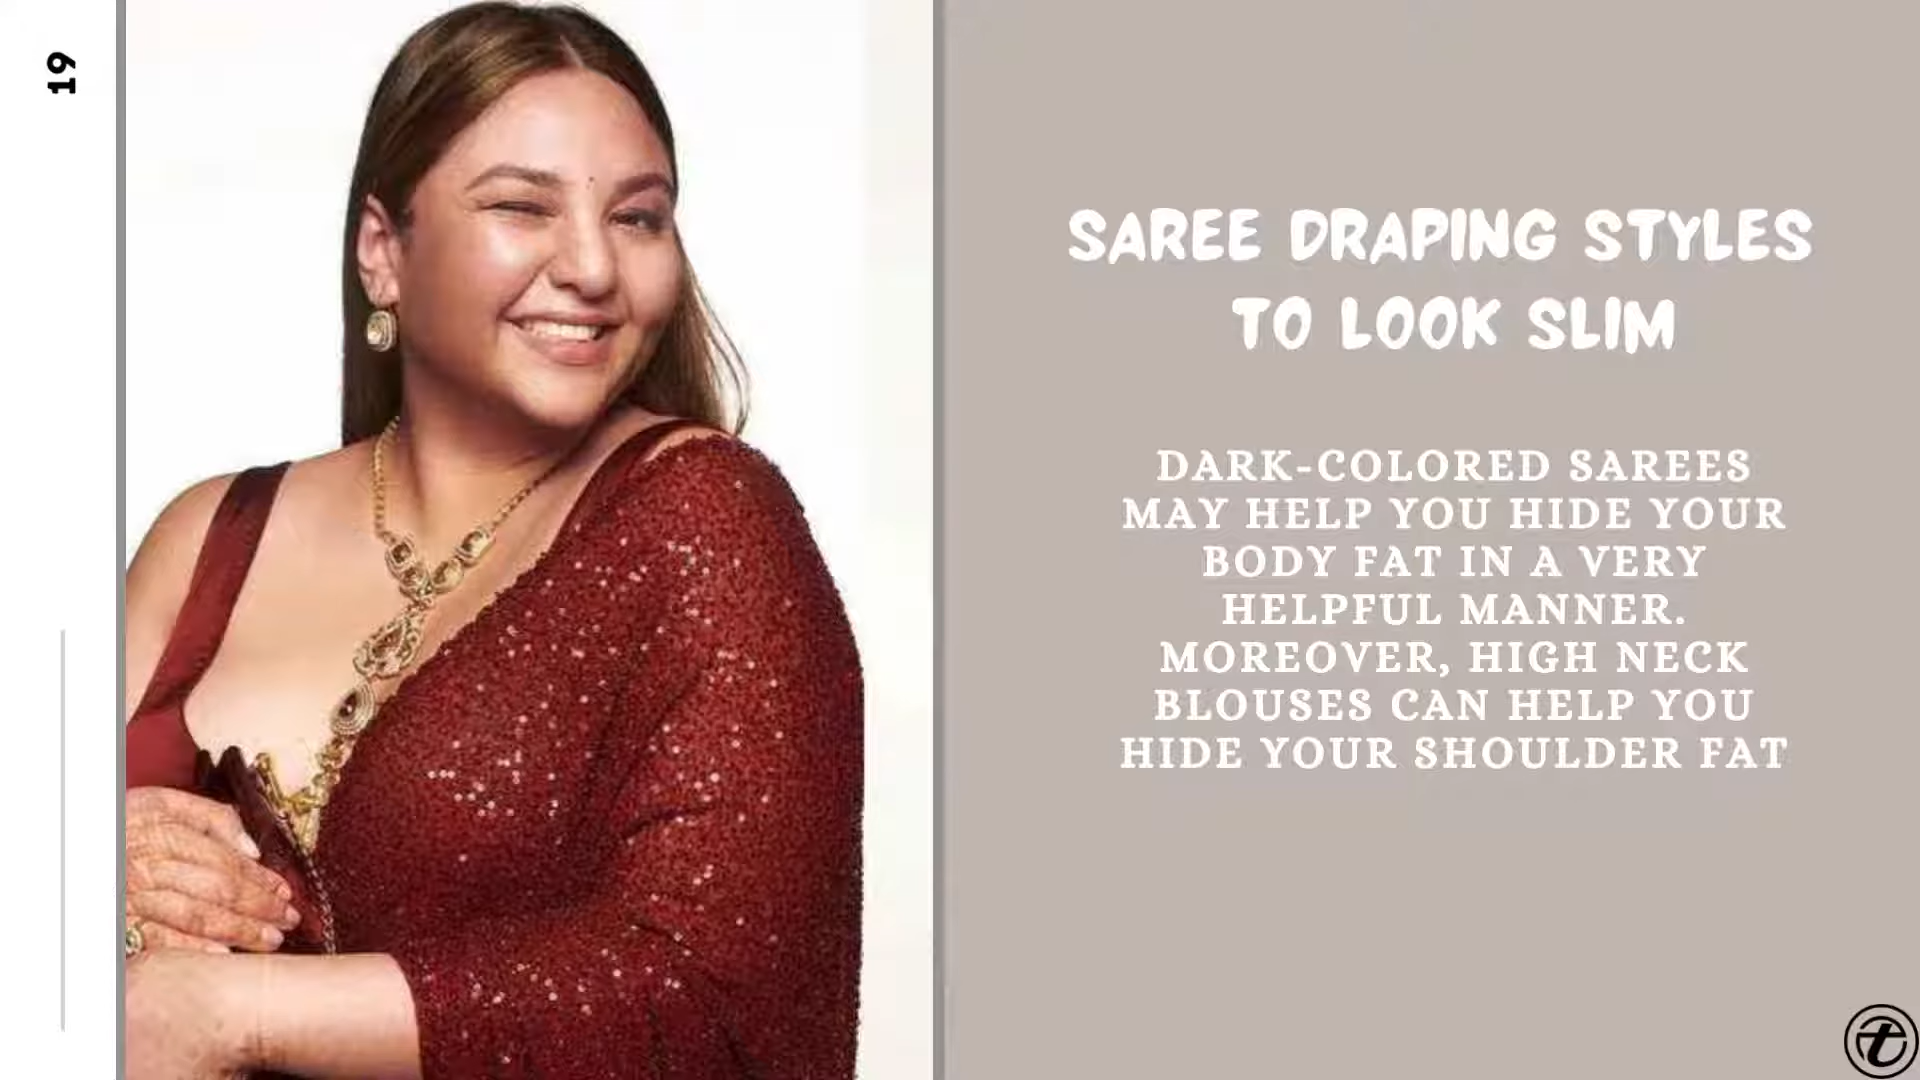 19
SAREE DRAPING STYLES
TO LOOK SLIM
DARK-COLORED SAREES
MAY HELP YOU HIDE YOUR
BODY FAT IN A VERY
HELPFUL MANNER.
MOREOVER, HIGH NECK
BLOUSES CAN HELP YOU
HIDE YOUR SHOULDER FAT
t